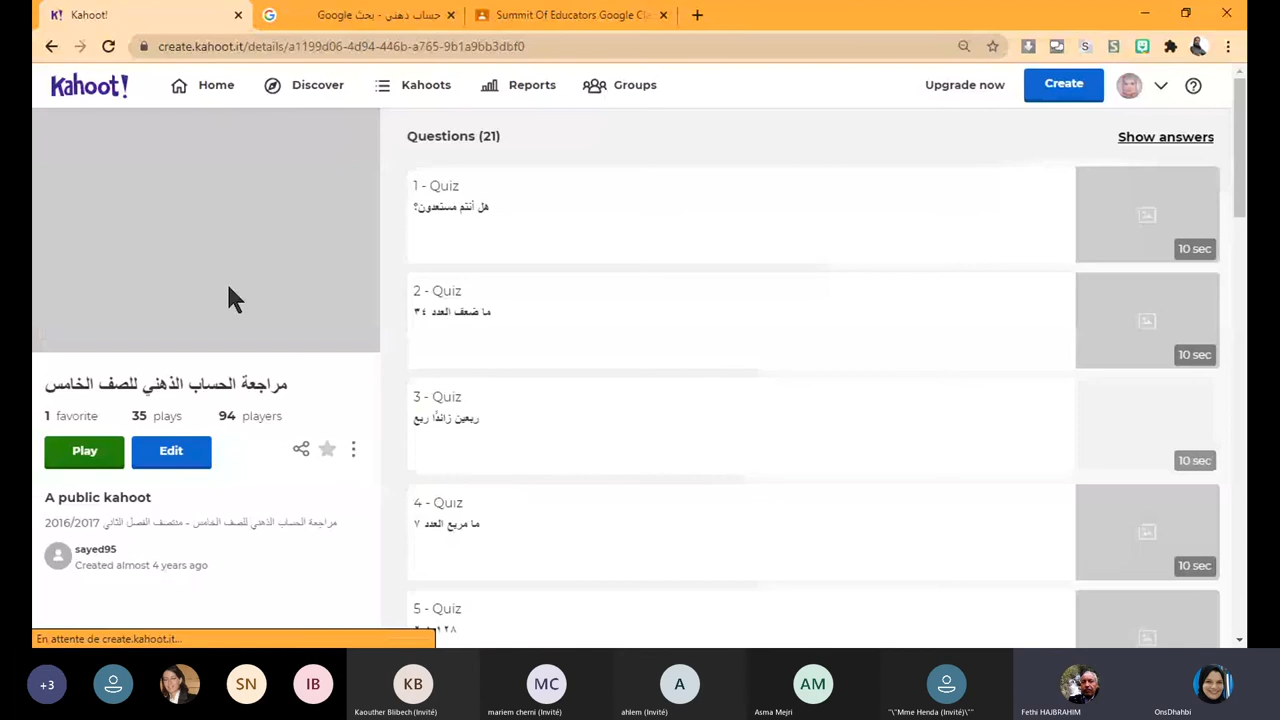 K! Kahoot!
حساب ذهني - بحث Google
Summit Of Educators Google Cla
create.kahoot.it/details/a1199d06-4d94-446b-a765-9b1a9bb3dbf0
Kahoot!
Home
Discover
Kahoots
Reports
Groups
Upgrade now
Create
Questions (21)
Show answers
1 - Quiz
هل أنتم مستعدون؟
10 sec
2 - Quiz
ما ضعف العدد ٣٤
10 sec
3 - Quiz
ربعين زائدًا ربع
10 sec
4 - Quiz
ما مربع العدد ٧
10 sec
5 - Quiz
مراجعة الحساب الذهني للصف الخامس
1 favorite
35 plays
94 players
Play
Edit
A public kahoot
مراجعة الحساب الذهني للصف الخامس - منتصف الفصل الثاني 2016/2017
sayed95
Created almost 4 years ago
En attente de create.kahoot.it...
+3
SN
IB
KB
Kaouther Blibech (Invité)
MC
mariem cherni (Invité)
A
ahlem (Invité)
AM
Asma Mejri
"\"Mme Henda (Invité)\""
Fethi HAJBRAHIM
OnsDhahbi